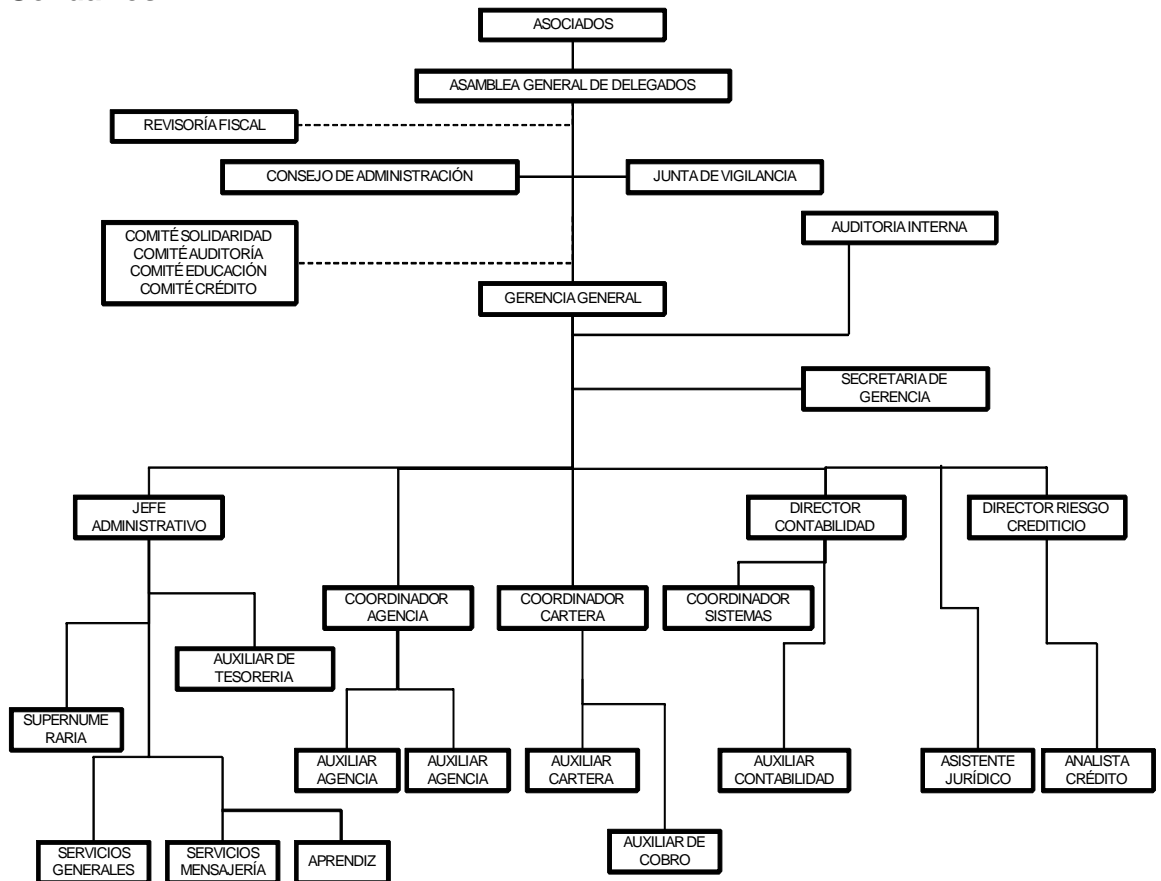 ASOCIADOS
ASAMBLEA GENERAL DE DELEGADOS
REVISORÍA FISCAL
CONSEJO DE ADMINISTRACIÓN
JUNTA DE VIGILANCIA
COMITÉ SOLIDARIDAD
COMITÉ AUDITORÍA
COMITÉ EDUCACIÓN
COMITÉ CRÉDITO
AUDITORIA INTERNA
GERENCIA GENERAL
SECRETARIA DE
GERENCIA
JEFE
ADMINISTRATIVO
DIRECTOR
CONTABILIDAD
DIRECTOR RIESGO
CREDITICIO
COORDINADOR
AGENCIA
COORDINADOR
CARTERA
COORDINADOR
SISTEMAS
AUXILIAR DE
TESORERIA
SUPERNUME
RARIA
AUXILIAR
AGENCIA
AUXILIAR
AGENCIA
AUXILIAR
CARTERA
AUXILIAR
CONTABILIDAD
ASISTENTE
JURÍDICO
ANALISTA
CRÉDITO
SERVICIOS
GENERALES
SERVICIOS
MENSAJERÍA
APRENDIZ
AUXILIAR DE
COBRO